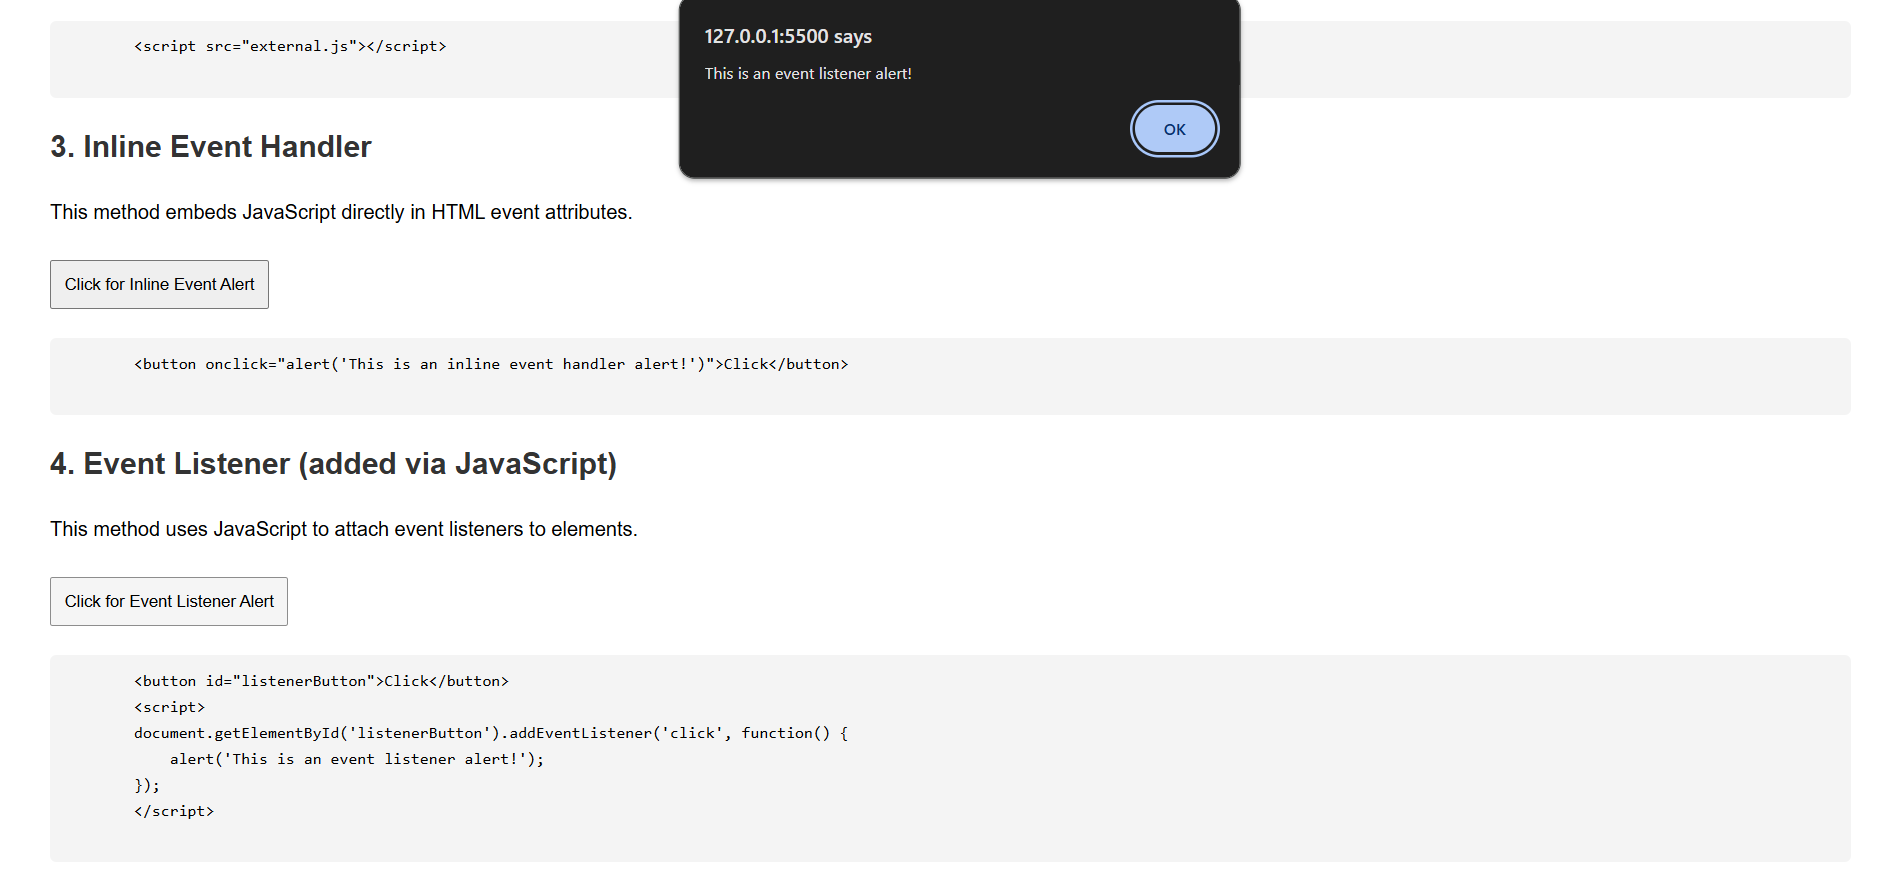 <script src="external.js"></script>
127.0.0.1:5500 says
This is an event listener alert!
OK
3. Inline Event Handler
This method embeds JavaScript directly in HTML event attributes.
Click for Inline Event Alert
<button onclick="alert('This is an inline event handler alert!')">Click</button>
4. Event Listener (added via JavaScript)
This method uses JavaScript to attach event listeners to elements.
Click for Event Listener Alert
<button id="listenerButton">Click</button>
<script>
document.getElementById('listenerButton').addEventListener('click', function() {
    alert('This is an event listener alert!');
});
</script>